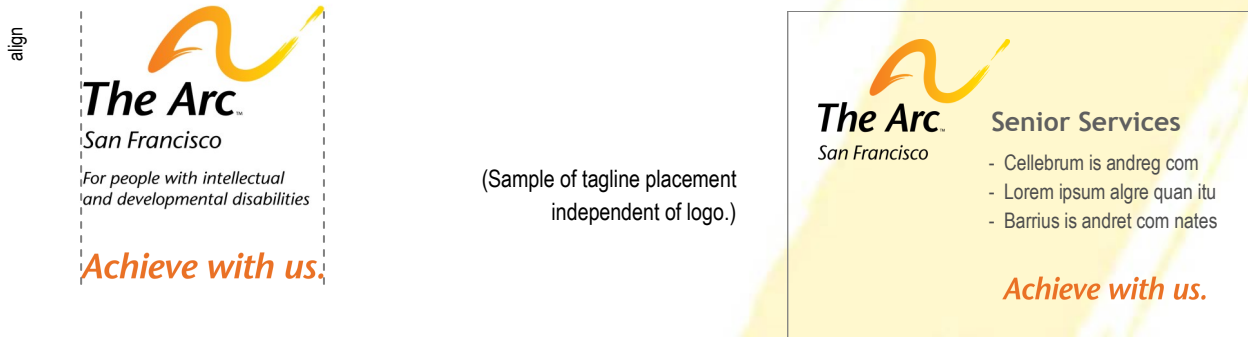 align
The Arc™
San Francisco
For people with intellectual
and developmental disabilities
Achieve with us.
(Sample of tagline placement
independent of logo.)
The Arc™
San Francisco
Senior Services
- Cellebrum is andreg com
- Lorem ipsum algre quan itu
- Barrius is andret com nates
Achieve with us.